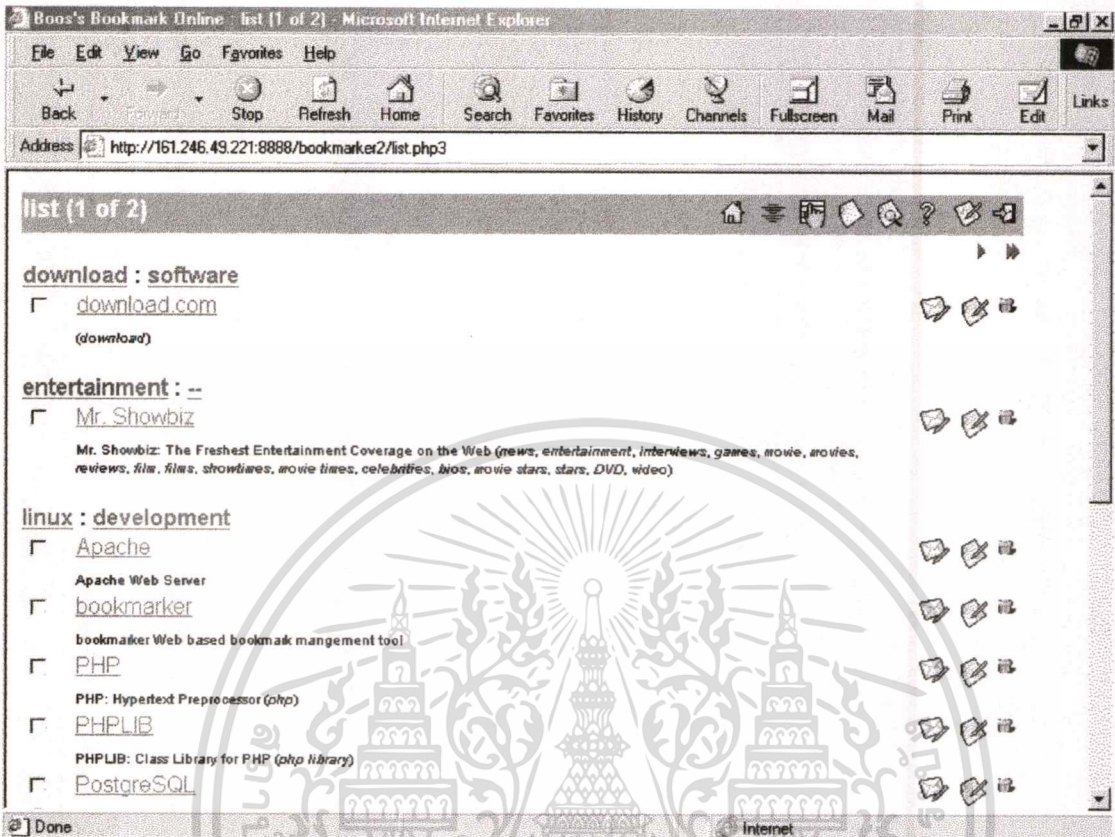 Boos's Bookmark Online : list (1 of 2) - Microsoft Internet Explorer
File Edit View Go Favorites Help
Back Forward Stop Refresh Home Search Favorites History Channels Fullscreen Mail Print Edit Links
Address http://161.246.49.221:8888/bookmarker2/list.php3
list (1 of 2)
download : software
download.com
(download)
entertainment : --
Mr. Showbiz
Mr. Showbiz: The Freshest Entertainment Coverage on the Web (news, entertainment, interviews, games, movie, movies,
reviews, film, films, showtimes, movie times, celebrities, bios, movie stars, stars, DVD, video)
linux : development
Apache
Apache Web Server
bookmarker
bookmarker Web based bookmark mangement tool
PHP
PHP: Hypertext Preprocessor (php)
PHPLIB
PHPLIB: Class Library for PHP (php library)
PostgreSQL
Done Internet